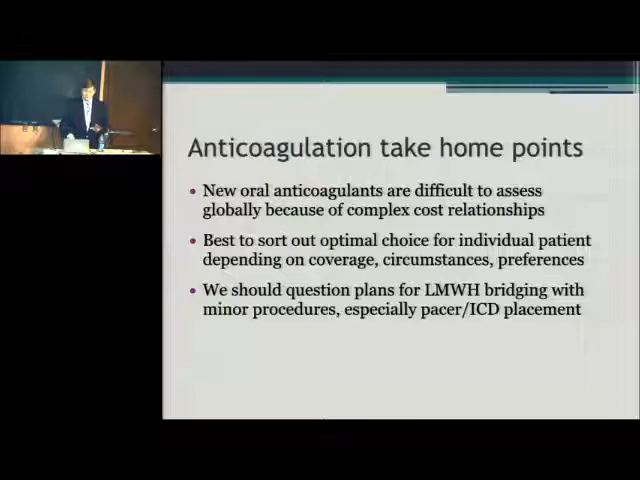 Anticoagulation take home points
• New oral anticoagulants are difficult to assess
globally because of complex cost relationships
• Best to sort out optimal choice for individual patient
depending on coverage, circumstances, preferences
• We should question plans for LMWH bridging with
minor procedures, especially pacer/ICD placement